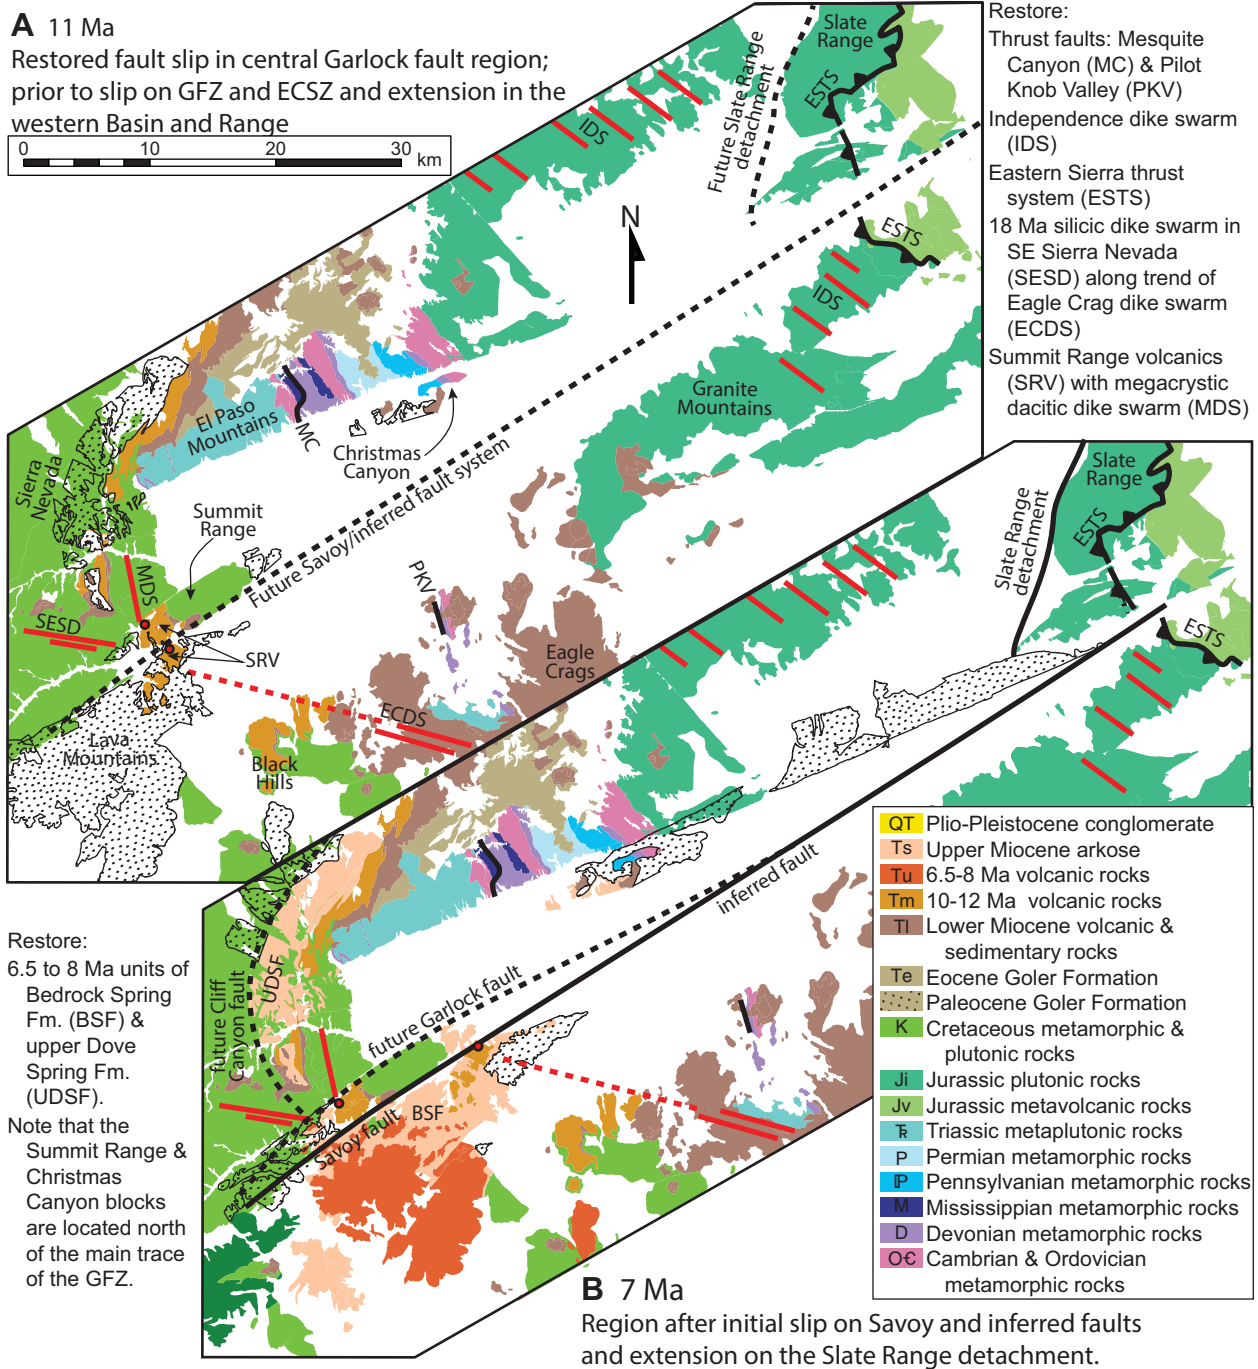 A 11 Ma
Restored fault slip in central Garlock fault region;
prior to slip on GFZ and ECSZ and extension in the
western Basin and Range
0 10 20 30 km
Restore:
Thrust faults: Mesquite
Canyon (MC) & Pilot
Knob Valley (PKV)
Independence dike swarm
(IDS)
Eastern Sierra thrust
system (ESTS)
18 Ma silicic dike swarm in
SE Sierra Nevada
(SESD) along trend of
Eagle Crag dike swarm
(ECDS)
Summit Range volcanics
(SRV) with megacrystic
dacitic dike swarm (MDS)
Slate
Range
ESTS
Future Slate Range
detachment
IDS
N
ESTS
IDS
Granite
Mountains
El Paso
Mountains
MC
Christmas
Canyon
Sierra
Nevada
Summit
Range
Future Savoy/inferred fault system
MDS
SESD
SRV
PKV
Eagle
Crags
ECDS
Lava
Mountains
Black
Hills
Slate
Range
ESTS
Slate Range
detachment
ESTS
inferred fault
future Garlock fault
future Cliff
Canyon fault
UDSF
Savoy fault
BSF
Restore:
6.5 to 8 Ma units of
Bedrock Spring
Fm. (BSF) &
upper Dove
Spring Fm.
(UDSF).
Note that the
Summit Range &
Christmas
Canyon blocks
are located north
of the main trace
of the GFZ.
QT Plio-Pleistocene conglomerate
Ts Upper Miocene arkose
Tu 6.5-8 Ma volcanic rocks
Tm 10-12 Ma volcanic rocks
Tl Lower Miocene volcanic &
sedimentary rocks
Te Eocene Goler Formation
Paleocene Goler Formation
K Cretaceous metamorphic &
plutonic rocks
Ji Jurassic plutonic rocks
Jv Jurassic metavolcanic rocks
Ti Triassic metaplutonic rocks
P Permian metamorphic rocks
IP Pennsylvanian metamorphic rocks
M Mississippian metamorphic rocks
D Devonian metamorphic rocks
O€ Cambrian & Ordovician
metamorphic rocks
B 7 Ma
Region after initial slip on Savoy and inferred faults
and extension on the Slate Range detachment.